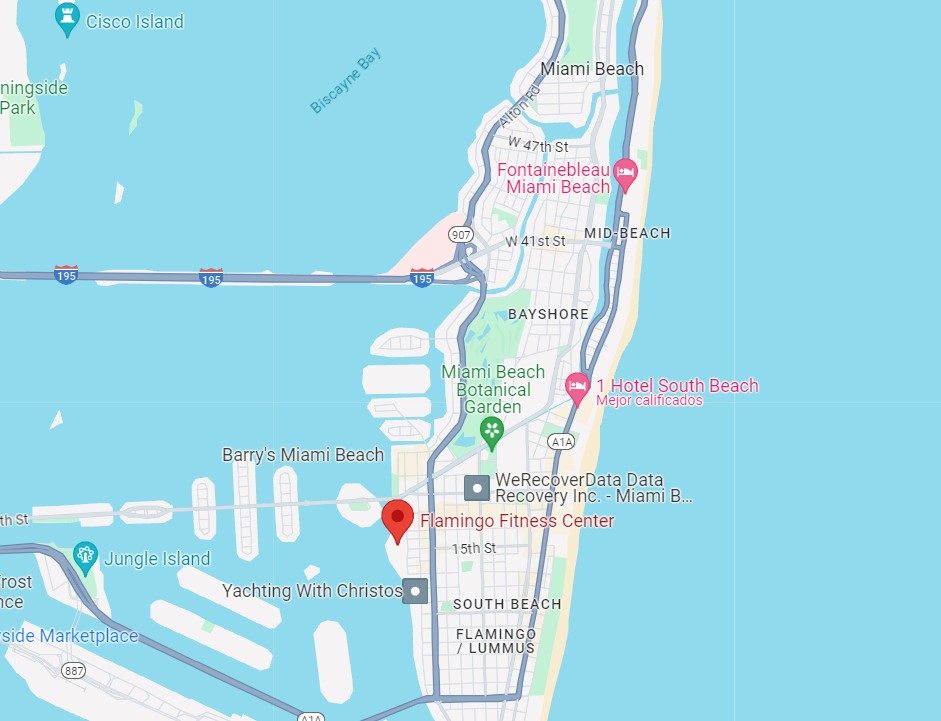 Cisco Island
Biscayne Bay
Miami Beach
ningside
Park
Alton Rd
W 47th St
Fontainebleau
Miami Beach
907
W 41st St
MID-BEACH
195
195
195
BAYSHORE
Miami Beach
Botanical
Garden
1 Hotel South Beach
Mejor calificados
A1A
Barry's Miami Beach
WeRecoverData Data
Recovery Inc. - Miami B...
th St
Flamingo Fitness Center
15th St
Jungle Island
rost
nce
Yachting With Christos
SOUTH BEACH
side Marketplace
FLAMINGO
/ LUMMUS
887
A1A